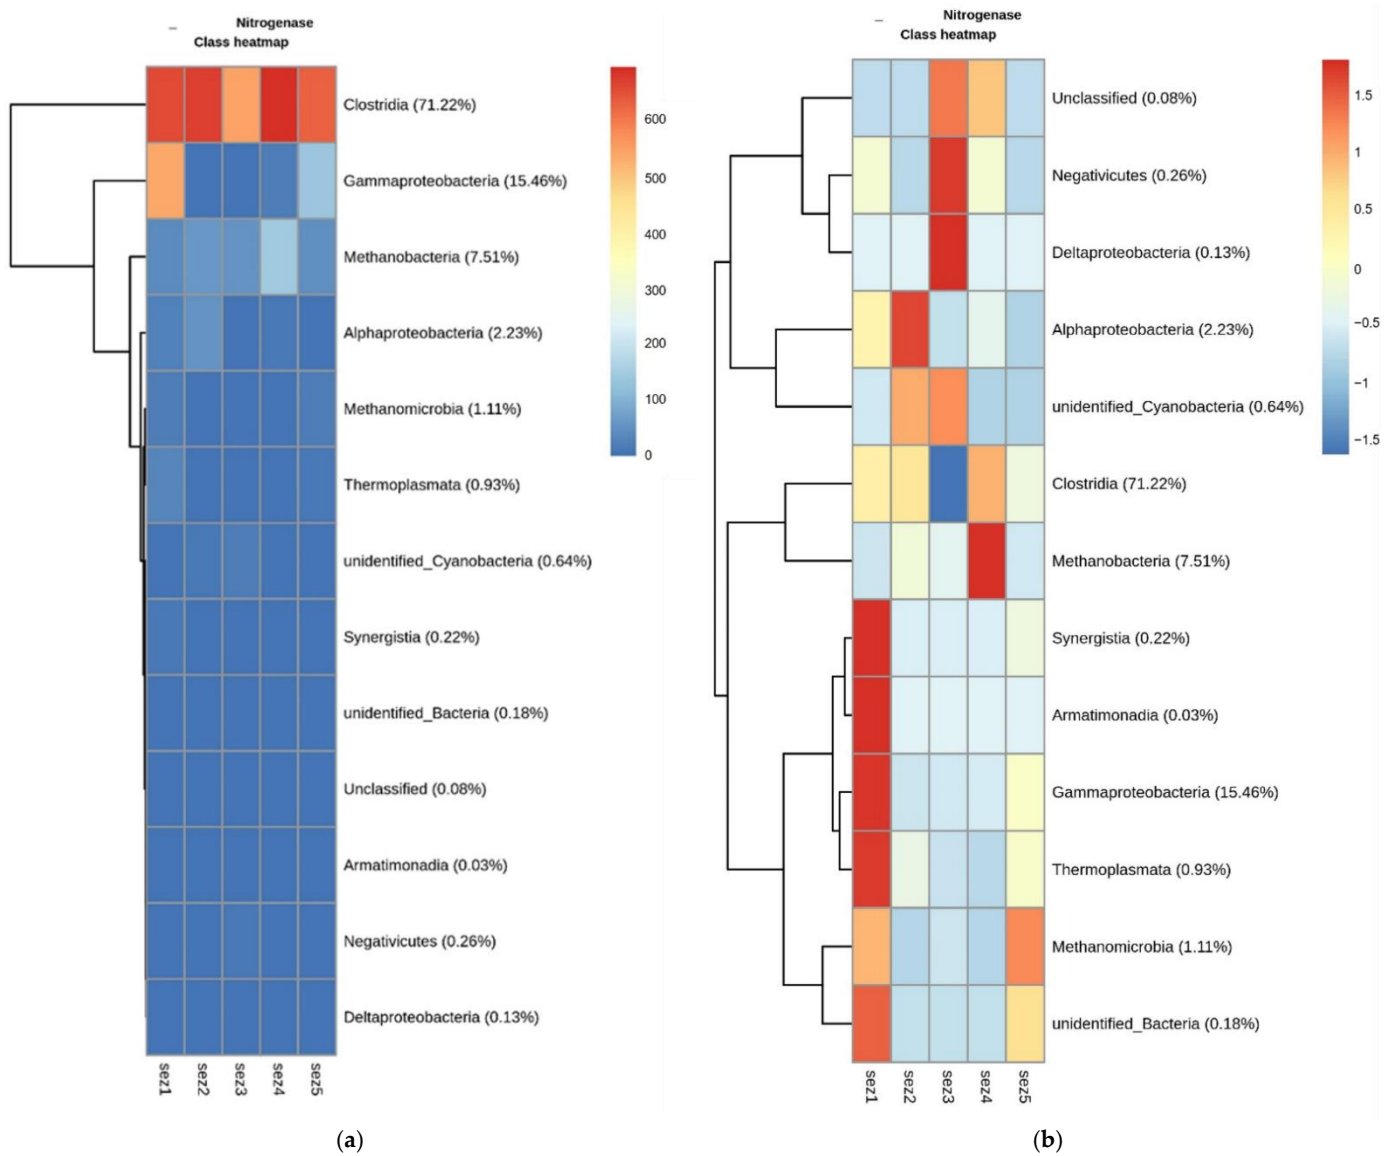 _ Nitrogenase
Class heatmap
Clostridia (71.22%)
Gammaproteobacteria (15.46%)
Methanobacteria (7.51%)
Alphaproteobacteria (2.23%)
Methanomicrobia (1.11%)
Thermoplasmata (0.93%)
unidentified_Cyanobacteria (0.64%)
Synergistia (0.22%)
unidentified_Bacteria (0.18%)
Unclassified (0.08%)
Armatimonadia (0.03%)
Negativicutes (0.26%)
Deltaproteobacteria (0.13%)
600
500
400
300
200
100
0
sez1
sez2
sez3
sez4
sez5
(a)
_ Nitrogenase
Class heatmap
Unclassified (0.08%)
Negativicutes (0.26%)
Deltaproteobacteria (0.13%)
Alphaproteobacteria (2.23%)
unidentified_Cyanobacteria (0.64%)
Clostridia (71.22%)
Methanobacteria (7.51%)
Synergistia (0.22%)
Armatimonadia (0.03%)
Gammaproteobacteria (15.46%)
Thermoplasmata (0.93%)
Methanomicrobia (1.11%)
unidentified_Bacteria (0.18%)
1.5
1
0.5
0
−0.5
−1
−1.5
sez1
sez2
sez3
sez4
sez5
(b)